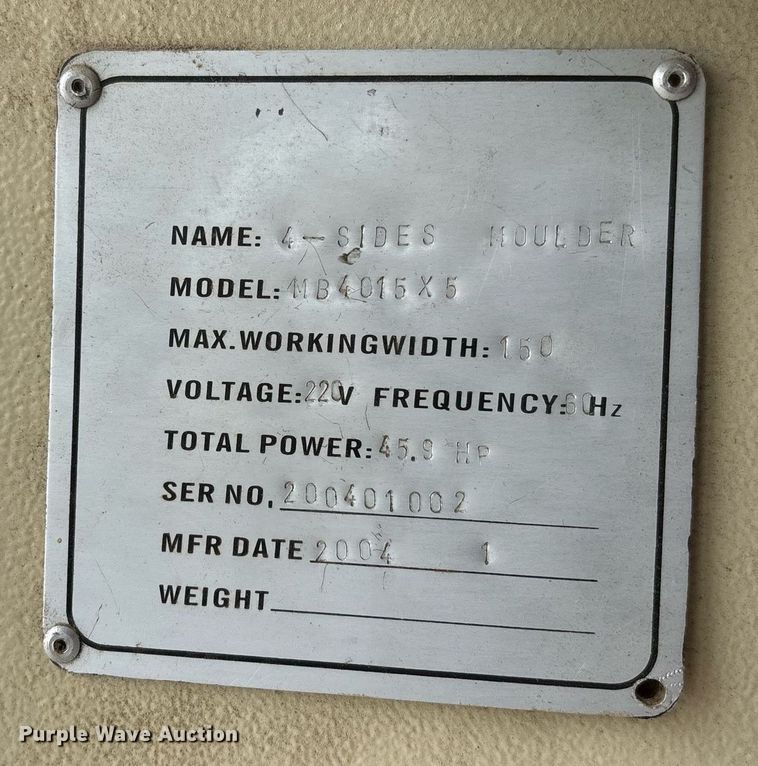 NAME: 4-SIDES MOULDER
MODEL: MB4015X5
MAX.WORKINGWIDTH: 150
VOLTAGE: 220V FREQUENCY: 60Hz
TOTAL POWER: 45.9 HP
SER NO. 200401002
MFR DATE 2004 1
WEIGHT
Purple Wave Auction